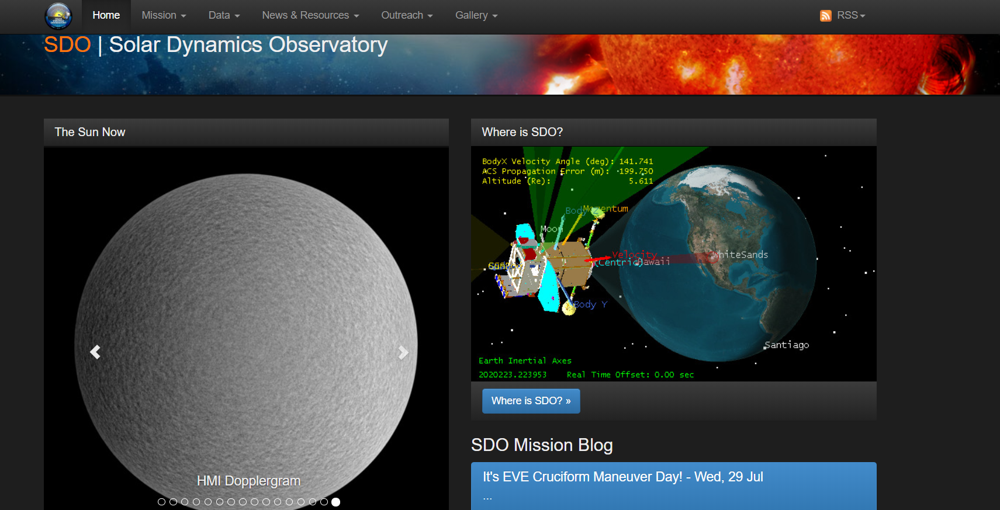 Home Mission Data News & Resources Outreach Gallery RSS
SDO | Solar Dynamics Observatory
The Sun Now
HMI Dopplergram
Where is SDO?
BodyX Velocity Angle (deg): 141.741
ACS Propagation Error (m): 199.750
Altitude (Re): 5.611
Body
Momentum
Moon
Velocity
(Centric)
Hawaii
WhiteSands
Body Y
Santiago
Earth Inertial Axes
2020223.223953 Real Time Offset: 0.00 sec
Where is SDO? »
SDO Mission Blog
It's EVE Cruciform Maneuver Day! - Wed, 29 Jul
...